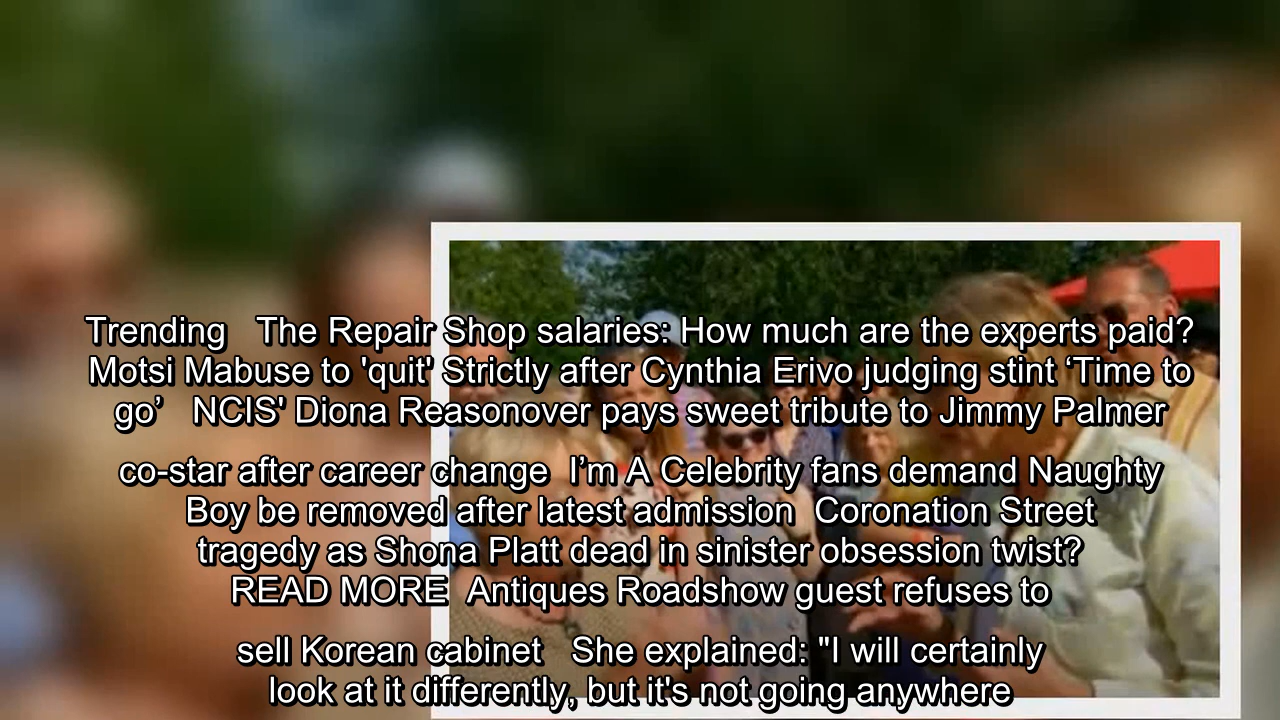 Trending   The Repair Shop salaries: How much are the experts paid?
Motsi Mabuse to 'quit' Strictly after Cynthia Erivo judging stint ‘Time to
go’   NCIS' Diona Reasonover pays sweet tribute to Jimmy Palmer
co-star after career change  I’m A Celebrity fans demand Naughty
Boy be removed after latest admission  Coronation Street
tragedy as Shona Platt dead in sinister obsession twist?
READ MORE  Antiques Roadshow guest refuses to
sell Korean cabinet   She explained: "I will certainly
look at it differently, but it's not going anywhere